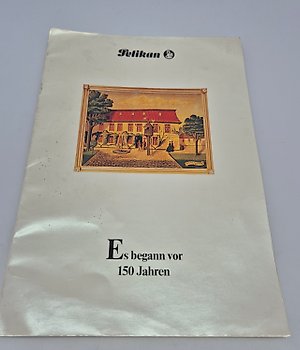 Pelikan
Es begann vor
150 Jahren